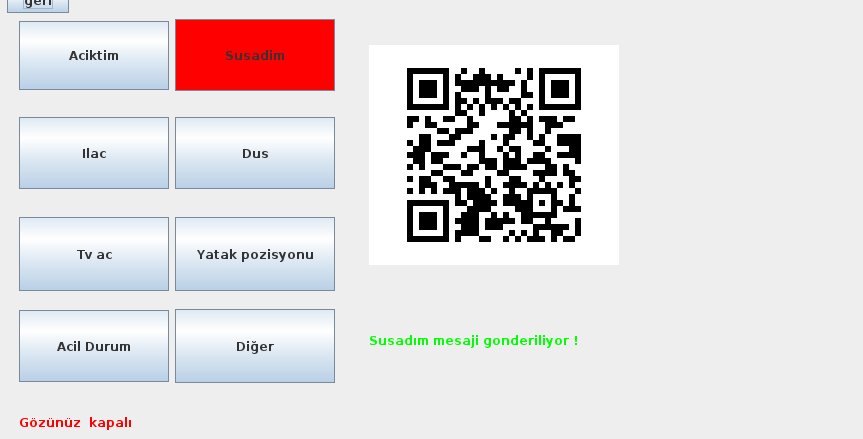 geri
Aciktim
Susadim
Ilac
Dus
Tv ac
Yatak pozisyonu
Acil Durum
Diğer
Susadım mesaji gonderiliyor !
Gözünüz kapalı